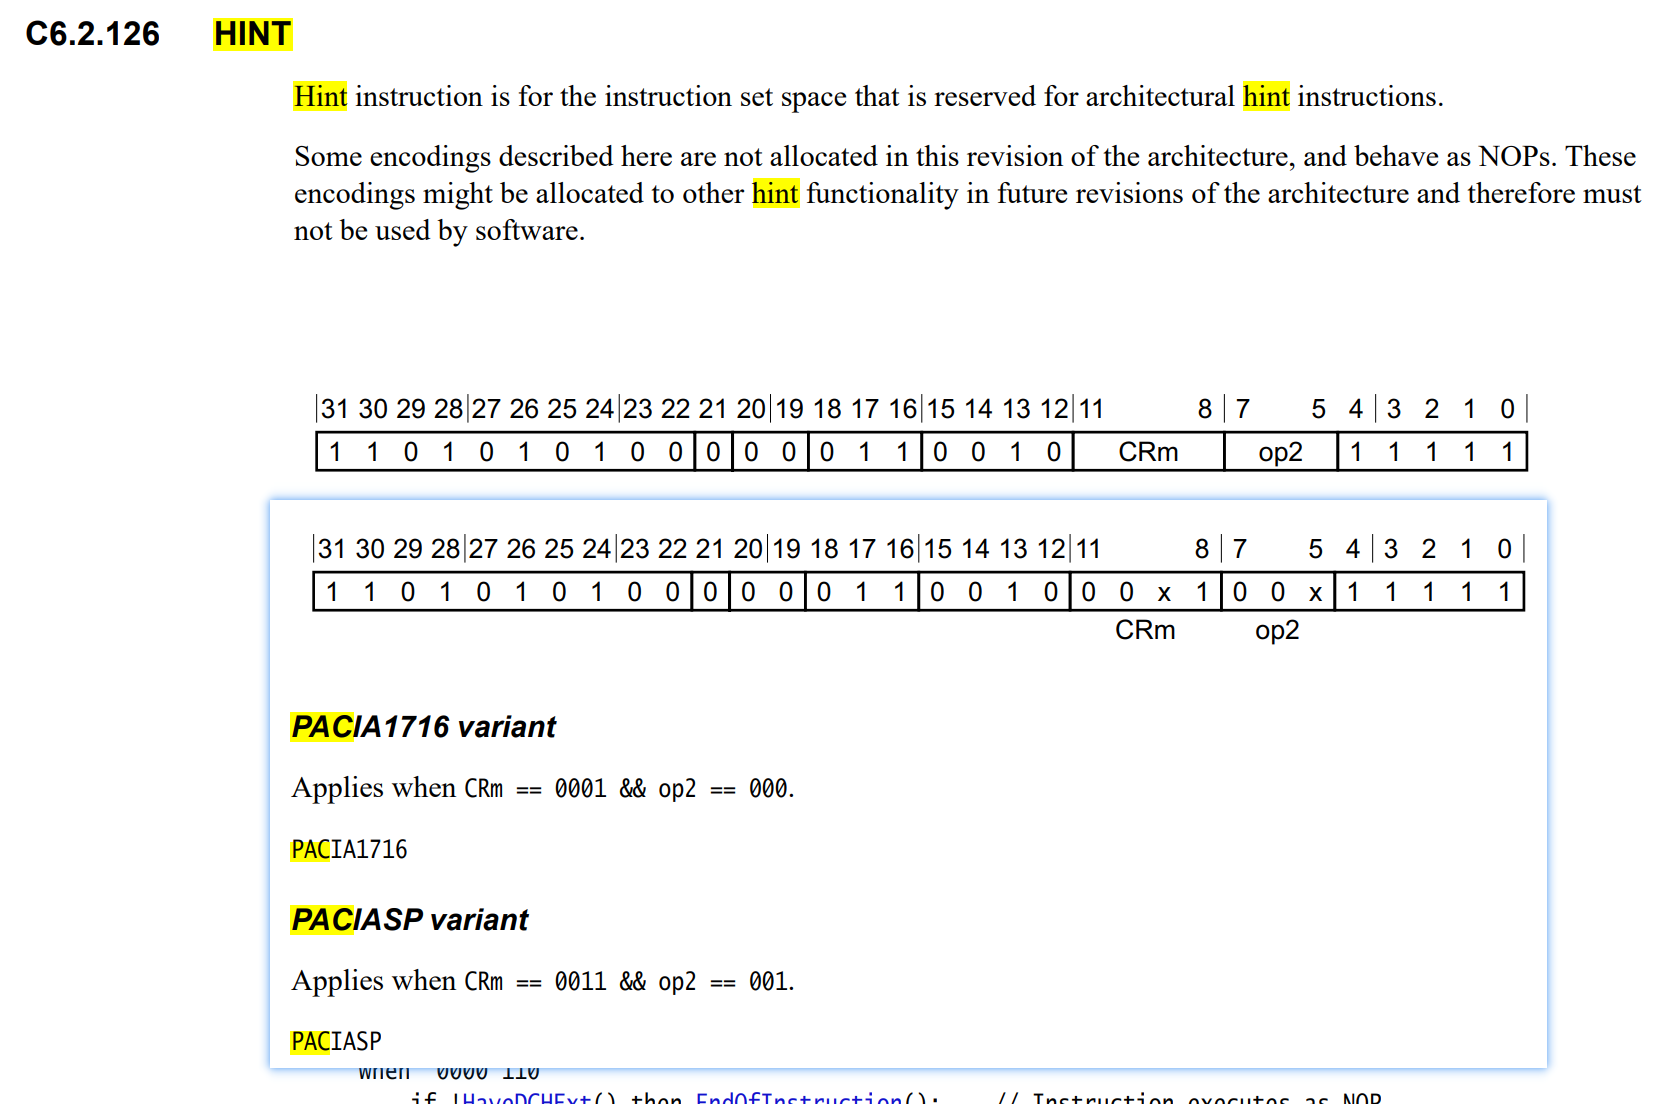 C6.2.126 HINT
Hint instruction is for the instruction set space that is reserved for architectural hint instructions.
Some encodings described here are not allocated in this revision of the architecture, and behave as NOPs. These
encodings might be allocated to other hint functionality in future revisions of the architecture and therefore must
not be used by software.
|31 30 29 28|27 26 25 24|23 22 21 20|19 18 17 16|15 14 13 12|11 8|7 5 4|3 2 1 0|
1 1 0 1 0 1 0 1 0 0 0 0 0 0 1 1 0 0 1 0 CRm op2 1 1 1 1 1
|31 30 29 28|27 26 25 24|23 22 21 20|19 18 17 16|15 14 13 12|11 8|7 5 4|3 2 1 0|
1 1 0 1 0 1 0 1 0 0 0 0 0 0 1 1 0 0 1 0 0 0 x 1 0 0 x 1 1 1 1 1
CRm op2
PACIA1716 variant
Applies when CRm == 0001 && op2 == 000.
PACIA1716
PACIASP variant
Applies when CRm == 0011 && op2 == 001.
PACIASP
when '0000 110'
if !HaveDGHExt() then EndOfInstruction(); // Instruction executes as NOP